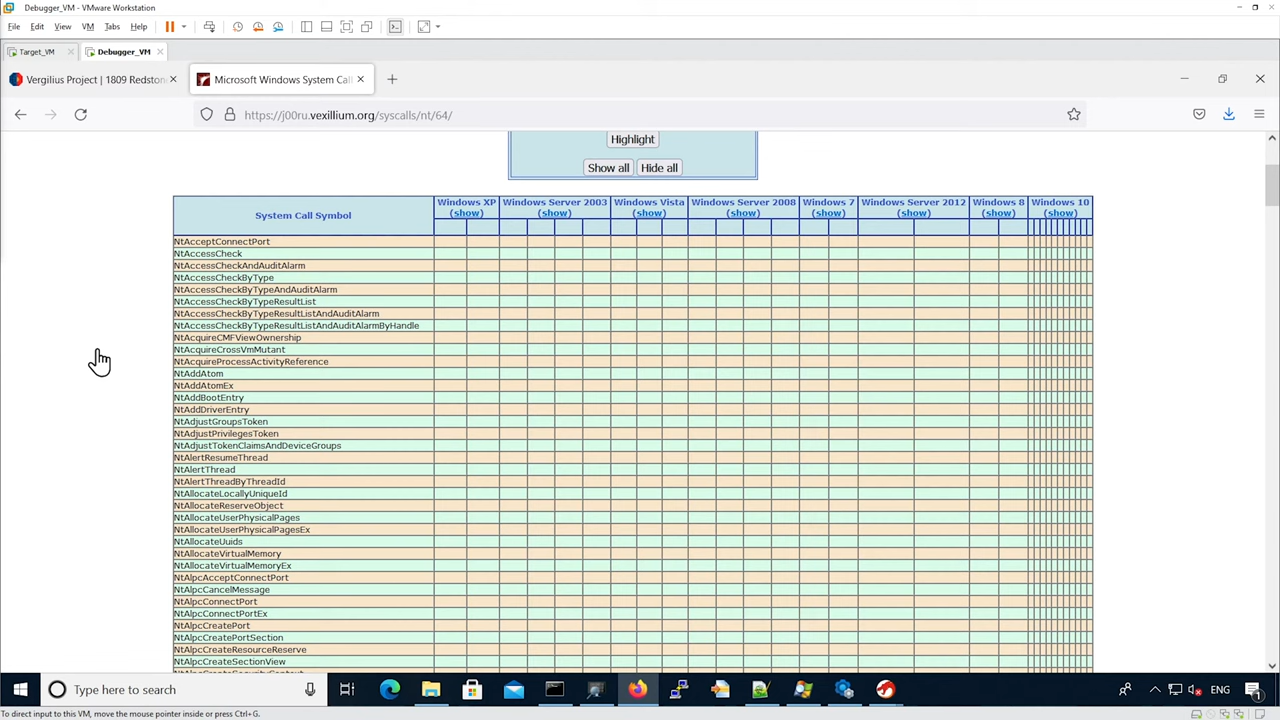 Debugger_VM - VMware Workstation
File Edit View VM Tabs Help
Target_VM Debugger_VM
Vergilius Project | 1809 Redston
Microsoft Windows System Cal
https://j00ru.vexillium.org/syscalls/nt/64/
Highlight
Show all Hide all
System Call Symbol
Windows XP Windows Server 2003 Windows Vista Windows Server 2008 Windows 7 Windows Server 2012 Windows 8 Windows 10
(show) (show) (show) (show) (show) (show) (show) (show)
NtAcceptConnectPort
NtAccessCheck
NtAccessCheckAndAuditAlarm
NtAccessCheckByType
NtAccessCheckByTypeAndAuditAlarm
NtAccessCheckByTypeResultList
NtAccessCheckByTypeResultListAndAuditAlarm
NtAccessCheckByTypeResultListAndAuditAlarmByHandle
NtAcquireCMFViewOwnership
NtAcquireCrossVmMutant
NtAcquireProcessActivityReference
NtAddAtom
NtAddAtomEx
NtAddBootEntry
NtAddDriverEntry
NtAdjustGroupsToken
NtAdjustPrivilegesToken
NtAdjustTokenClaimsAndDeviceGroups
NtAlertResumeThread
NtAlertThread
NtAlertThreadByThreadId
NtAllocateLocallyUniqueId
NtAllocateReserveObject
NtAllocateUserPhysicalPages
NtAllocateUserPhysicalPagesEx
NtAllocateUuids
NtAllocateVirtualMemory
NtAllocateVirtualMemoryEx
NtAlpcAcceptConnectPort
NtAlpcCancelMessage
NtAlpcConnectPort
NtAlpcConnectPortEx
NtAlpcCreatePort
NtAlpcCreatePortSection
NtAlpcCreateResourceReserve
NtAlpcCreateSectionView
Type here to search
ENG
To direct input to this VM, move the mouse pointer inside or press Ctrl+G.